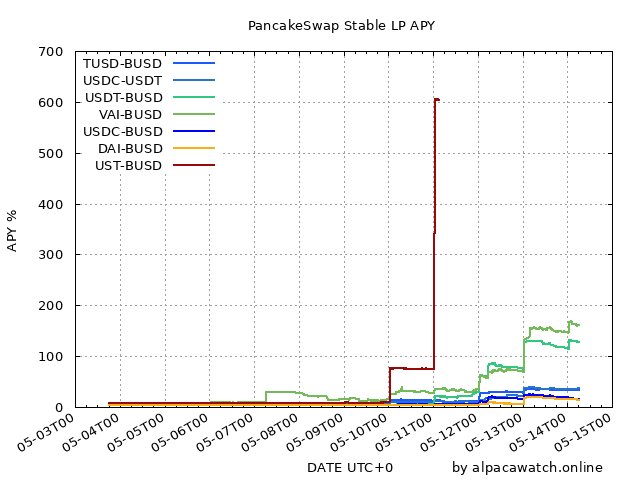 PancakeSwap Stable LP APY
700
600
500
400
300
200
100
0
APY %
TUSD-BUSD
USDC-USDT
USDT-BUSD
VAI-BUSD
USDC-BUSD
DAI-BUSD
UST-BUSD
05-03T00
05-04T00
05-05T00
05-06T00
05-07T00
05-08T00
05-09T00
05-10T00
05-11T00
05-12T00
05-13T00
05-14T00
05-15T00
DATE UTC+0
by alpacawatch.online